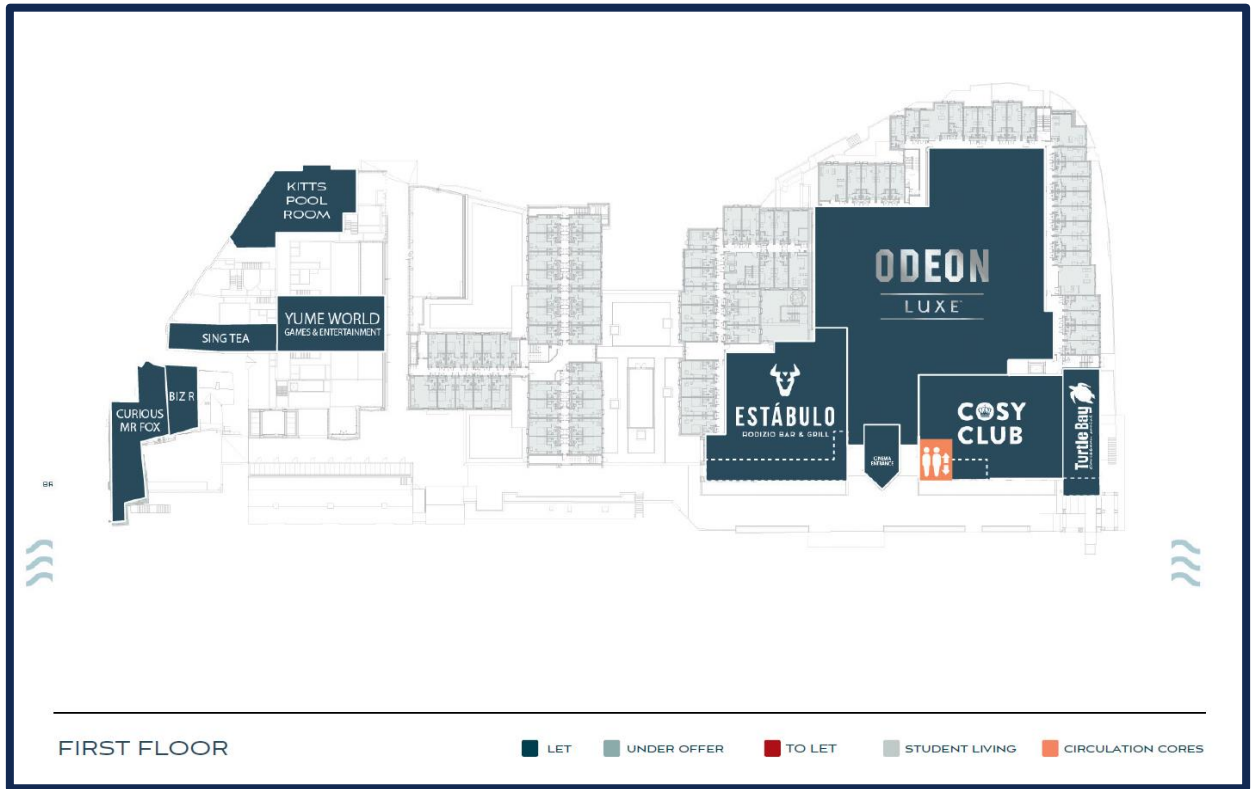 KITTS
POOL
ROOM
ODEON
LUXE
YUME WORLD
GAMES & ENTERTAINMENT
SING TEA
BIZ R
CURIOUS
MR FOX
ESTÁBULO
RODIZIO BAR & GRILL
CINEMA
ENTRANCE
COSY
CLUB
Turtle Bay
BR
FIRST FLOOR
LET
UNDER OFFER
TO LET
STUDENT LIVING
CIRCULATION CORES